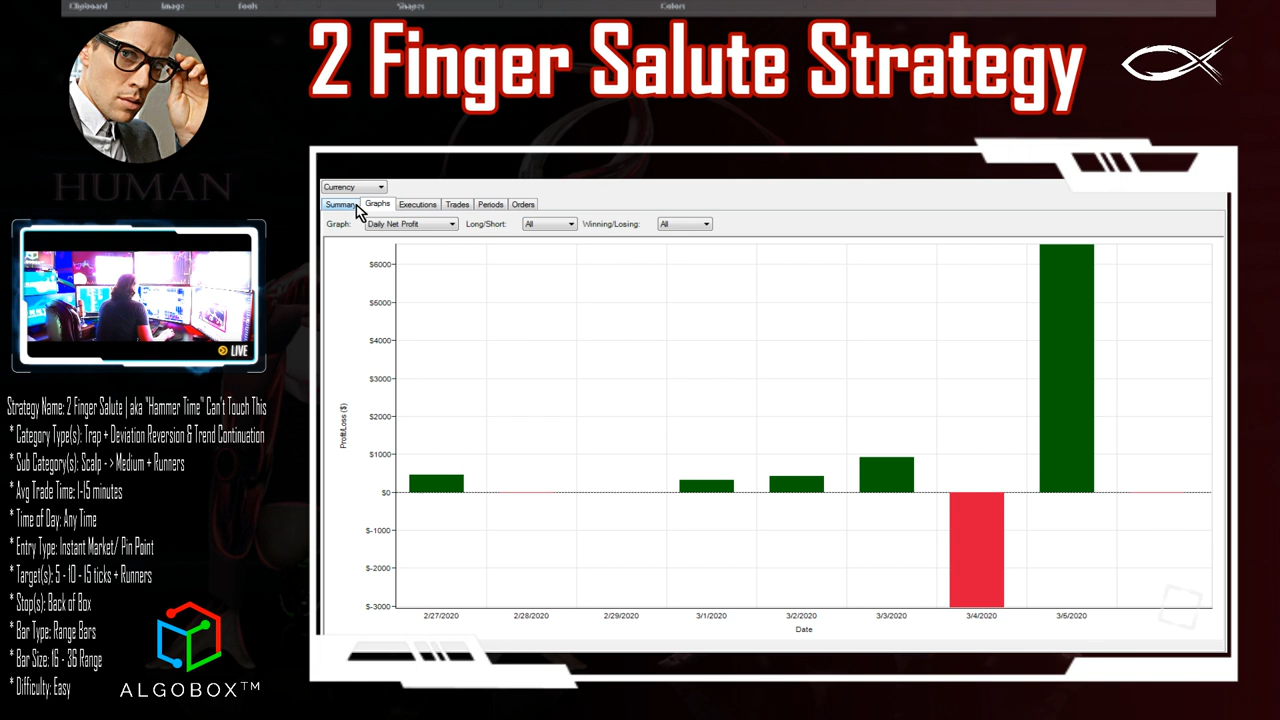 Clipboard Image Tools Shapes Colors
2 Finger Salute Strategy
HUMAN
LIVE
Strategy Name: 2 Finger Salute | aka "Hammer Time" Can't Touch This
* Category Type(s): Trap + Deviation Reversion & Trend Continuation
* Sub Category(s): Scalp - > Medium + Runners
* Avg Trade Time: 1-15 minutes
* Time of Day: Any Time
* Entry Type: Instant Market/ Pin Point
* Target(s): 5 - 10 - 15 ticks + Runners
* Stop(s): Back of Box
* Bar Type: Range Bars
* Bar Size: 16 - 36 Range
* Difficulty: Easy
ALGOBOX™
Currency
Summary Graphs Executions Trades Periods Orders
Graph: Daily Net Profit Long/Short: All Winning/Losing: All
$6000
$5000
$4000
$3000
$2000
$1000
$0
$-1000
$-2000
$-3000
Profit/Loss ($)
2/27/2020 2/28/2020 2/29/2020 3/1/2020 3/2/2020 3/3/2020 3/4/2020 3/5/2020
Date